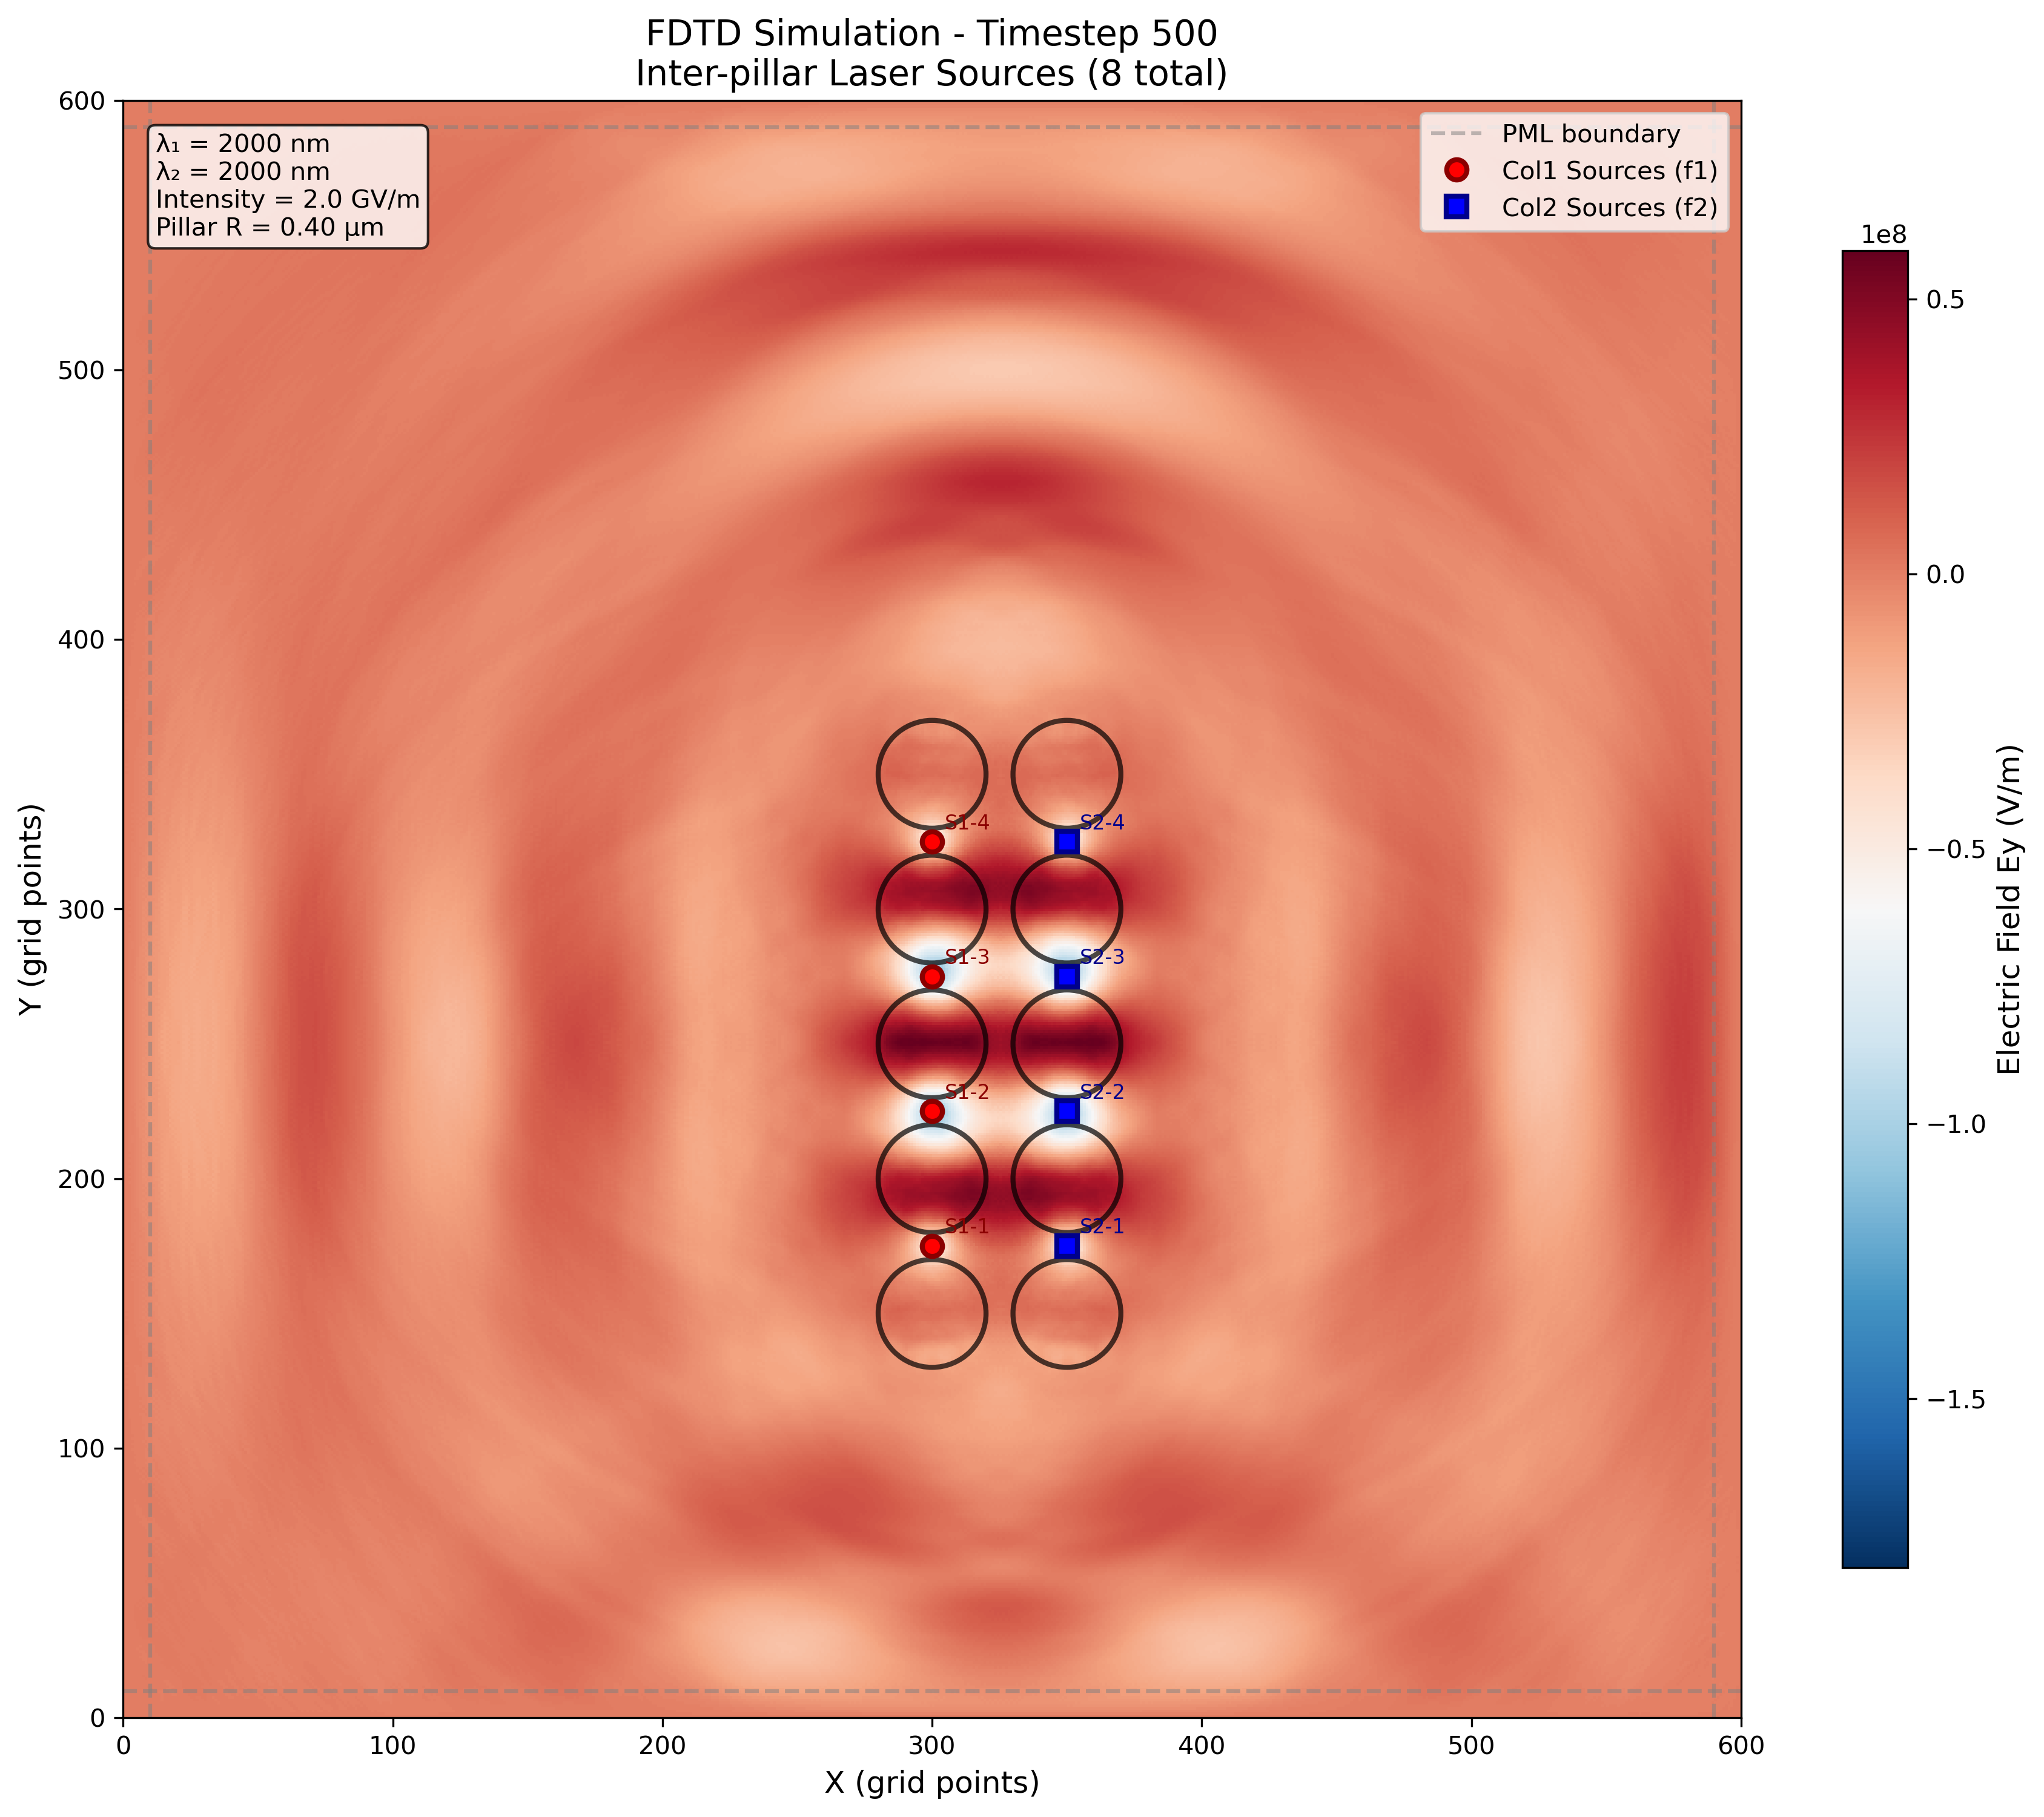 FDTD Simulation - Timestep 500
Inter-pillar Laser Sources (8 total)
λ₁ = 2000 nm
λ₂ = 2000 nm
Intensity = 2.0 GV/m
Pillar R = 0.40 μm
PML boundary
Col1 Sources (f1)
Col2 Sources (f2)
600
500
400
300
200
100
0
Y (grid points)
S1-4 S2-4
S1-3 S2-3
S1-2 S2-2
S1-1 S2-1
0 100 200 300 400 500 600
X (grid points)
1e8
0.5
0.0
−0.5
−1.0
−1.5
Electric Field Ey (V/m)